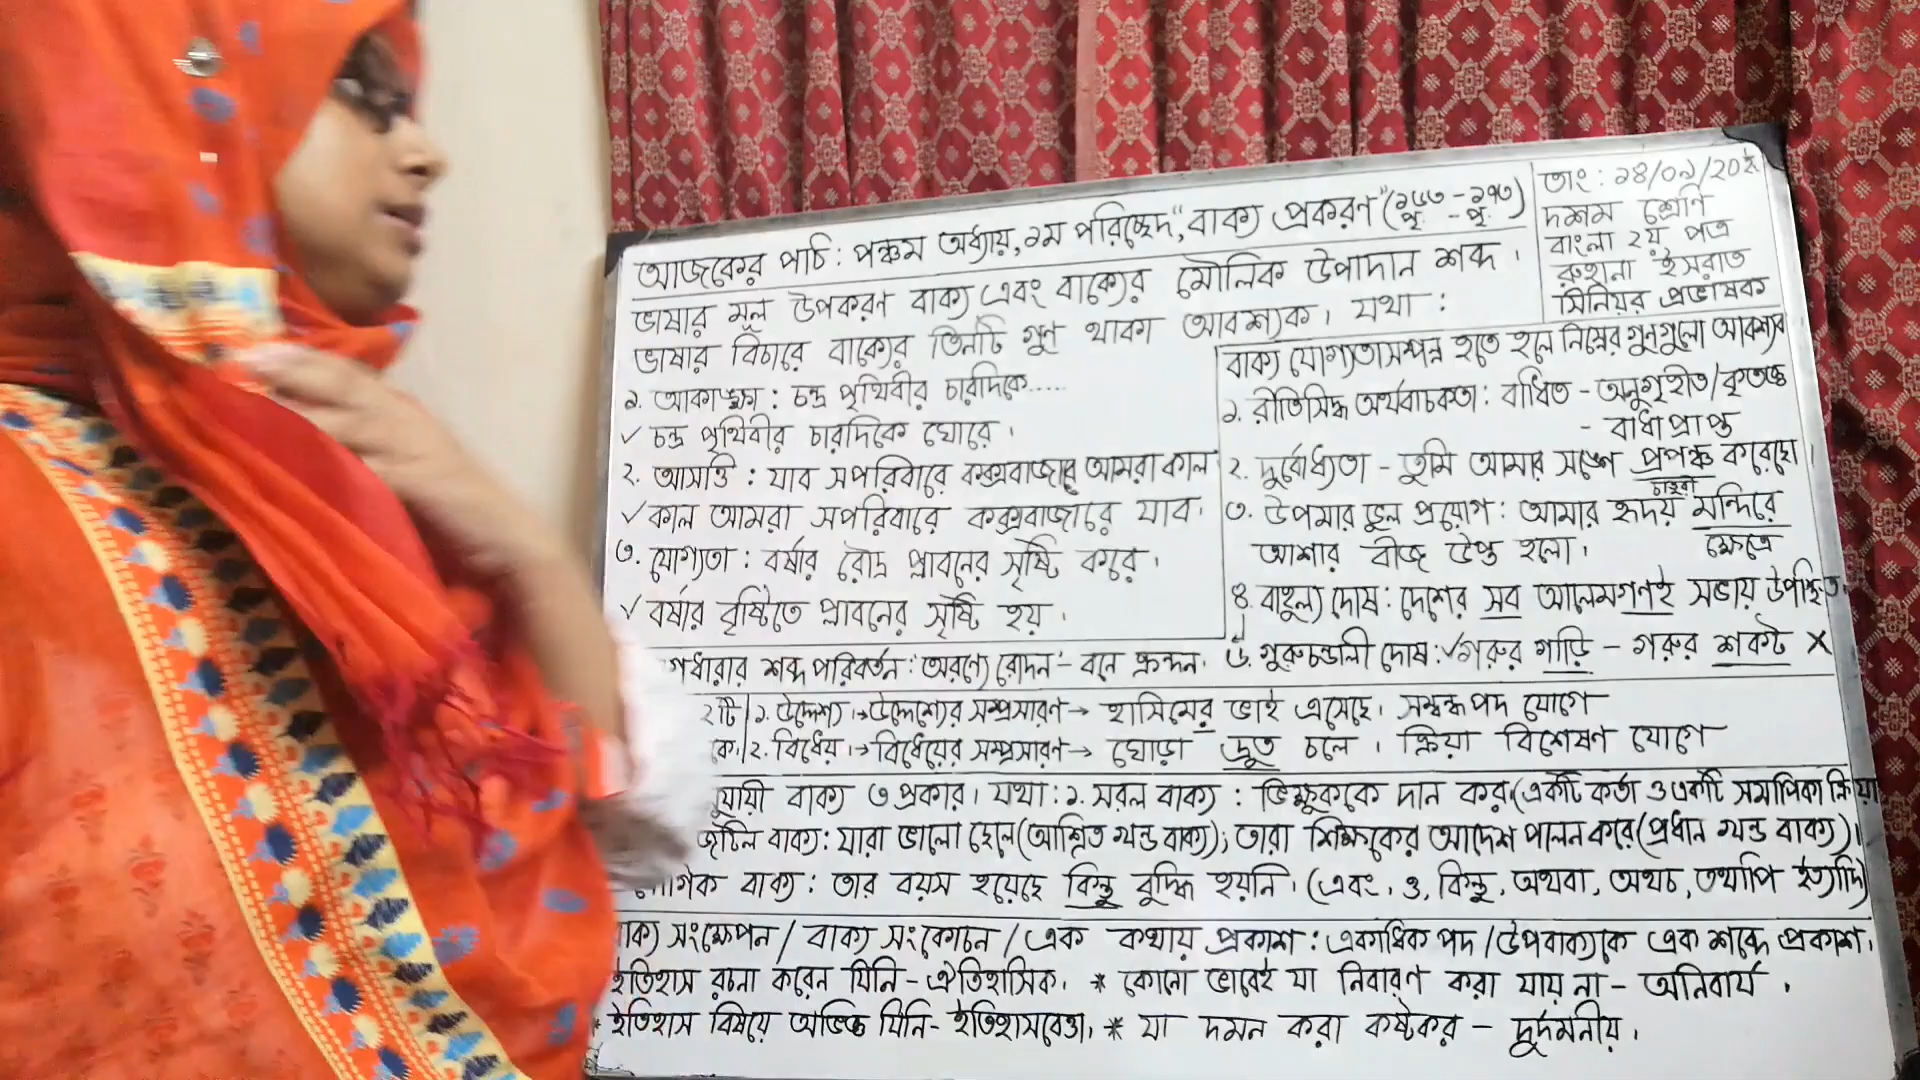 আজকের পাঠ : পঞ্চম অধ্যায়, ১ম পরিচ্ছেদ, "বাক্য প্রকরণ"
তাং : ১৪/০৯/20
দশম শ্রেণি
বাংলা ২য় পত্র
রুহানা ইসরাত
সিনিয়র প্রভাষক
ভাষার মূল উপকরণ বাক্য এবং বাক্যের মৌলিক উপাদান শব্দ ।
ভাষার বিচারে বাক্যের তিনটি গুণ থাকা আবশ্যক । যথা :
১. আকাঙ্ক্ষা : চন্দ্র পৃথিবীর চারদিকে.....
✓ চন্দ্র পৃথিবীর চারদিকে ঘোরে ।
২. আসত্তি : যাব সপরিবারে কক্সবাজার আমরা কাল
✓ কাল আমরা সপরিবারে কক্সবাজারে যাব ।
৩. যোগ্যতা : বর্ষার রৌদ্র প্লাবনের সৃষ্টি করে ।
✓ বর্ষার বৃষ্টিতে প্লাবনের সৃষ্টি হয় ।
বাক্য যোগ্যতাসম্পন্ন হতে হলে নিম্নের গুণগুলো আবশ্যক
১. রীতিসিদ্ধ অর্থবাচকতা : বাধিত - অনুগৃহীত/কৃতজ্ঞ
- বাধাপ্রাপ্ত
২. দুর্বোধ্যতা - তুমি আমার সঙ্গে প্রপঞ্চ করেছো ।
চাতুরী
৩. উপমার ভুল প্রয়োগ : আমার হৃদয় মন্দিরে
আশার বীজ উপ্ত হলো । ক্ষেত্রে
৪. বাহুল্য দোষ : দেশের সব আলেমগণই সভায় উপস্থিত
গধারার শব্দ পরিবর্তন : "অরণ্যে রোদন" - বনে ক্রন্দন ।
৬. গুরুচণ্ডালী দোষ : ✓গরুর গাড়ি – গরুর শকট X
২টি ১. উদ্দেশ্য । → উদ্দেশ্যের সম্প্রসারণ → হাসিমের ভাই এসেছে । সম্বন্ধ পদ যোগে
কে । ২. বিধেয় । → বিধেয়ের সম্প্রসারণ → ঘোড়া দ্রুত চলে । ক্রিয়া বিশেষণ যোগে
নুযায়ী বাক্য ৩ প্রকার । যথা : ১. সরল বাক্য : ভিক্ষুককে দান কর । (একটি কর্তা ও একটি সমাপিকা ক্রিয়া
জটিল বাক্য : যারা ভালো ছেলে (আশ্রিত খন্ড বাক্য) ; তারা শিক্ষকের আদেশ পালন করে (প্রধান খন্ড বাক্য) ।
যৌগিক বাক্য : তার বয়স হয়েছে কিন্তু বুদ্ধি হয়নি । (এবং, ও, কিন্তু, অথবা, অথচ, তথাপি ইত্যাদি)
বাক্য সংক্ষেপন / বাক্য সংকোচন / এক কথায় প্রকাশ : একাধিক পদ / উপবাক্যকে এক শব্দে প্রকাশ ।
ইতিহাস রচনা করেন যিনি - ঐতিহাসিক । * কোনো ভাবেই যা নিবারণ করা যায় না – অনিবার্য ।
* ইতিহাস বিষয়ে অভিজ্ঞ যিনি - ইতিহাসবেত্তা । * যা দমন করা কষ্টকর – দুর্দমনীয় ।